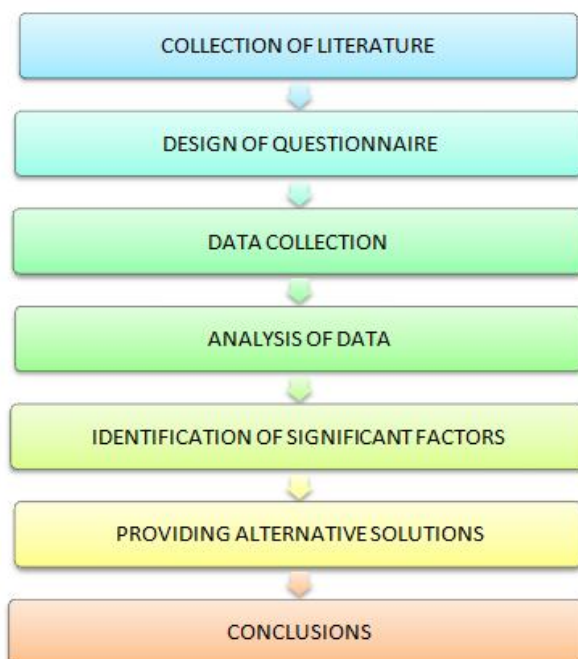 COLLECTION OF LITERATURE
DESIGN OF QUESTIONNAIRE
DATA COLLECTION
ANALYSIS OF DATA
IDENTIFICATION OF SIGNIFICANT FACTORS
PROVIDING ALTERNATIVE SOLUTIONS
CONCLUSIONS